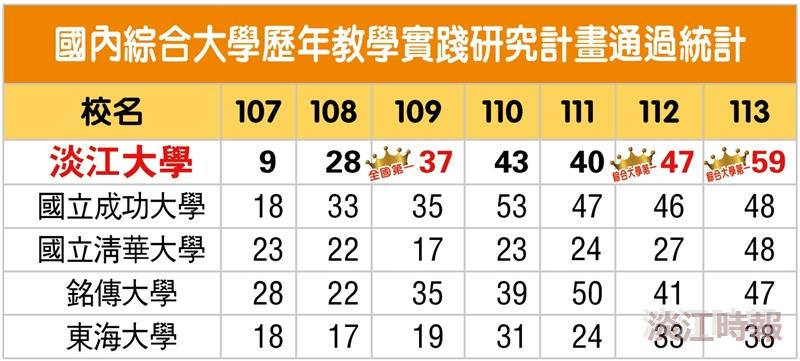 國內綜合大學歷年教學實踐研究計畫通過統計
校名 107 108 109 110 111 112 113
淡江大學 9 28 全國第一 37 43 40 綜合大學第一 47 綜合大學第一 59
國立成功大學 18 33 35 53 47 46 48
國立清華大學 23 22 17 23 24 27 48
銘傳大學 28 22 35 39 50 41 47
東海大學 18 17 19 31 24 33 38
淡江時報